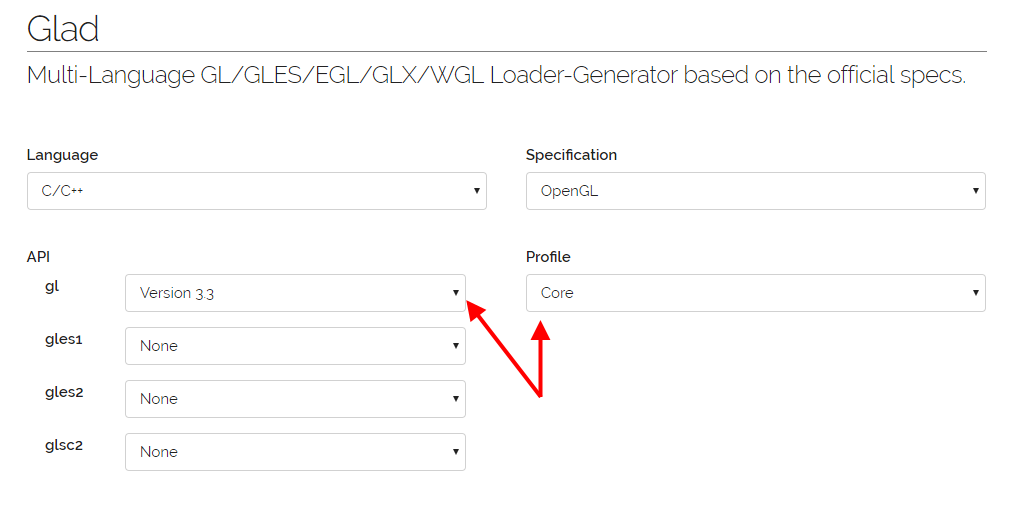 Glad
Multi-Language GL/GLES/EGL/GLX/WGL Loader-Generator based on the official specs.
Language
Specification
C/C++
OpenGL
API
Profile
gl
Version 3.3
Core
gles1
None
gles2
None
glsc2
None